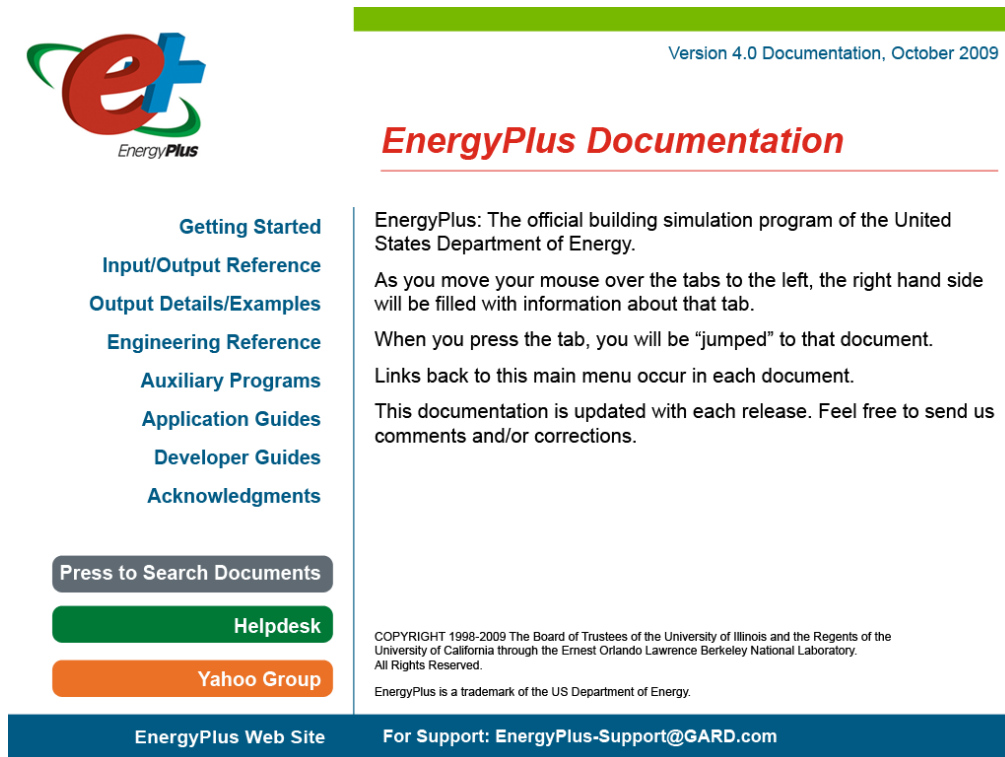 Version 4.0 Documentation, October 2009
e+
EnergyPlus
EnergyPlus Documentation
Getting Started
Input/Output Reference
Output Details/Examples
Engineering Reference
Auxiliary Programs
Application Guides
Developer Guides
Acknowledgments
Press to Search Documents
Helpdesk
Yahoo Group
EnergyPlus: The official building simulation program of the United
States Department of Energy.
As you move your mouse over the tabs to the left, the right hand side
will be filled with information about that tab.
When you press the tab, you will be “jumped” to that document.
Links back to this main menu occur in each document.
This documentation is updated with each release. Feel free to send us
comments and/or corrections.
COPYRIGHT 1998-2009 The Board of Trustees of the University of Illinois and the Regents of the
University of California through the Ernest Orlando Lawrence Berkeley National Laboratory.
All Rights Reserved.
EnergyPlus is a trademark of the US Department of Energy.
EnergyPlus Web Site
For Support: EnergyPlus-Support@GARD.com